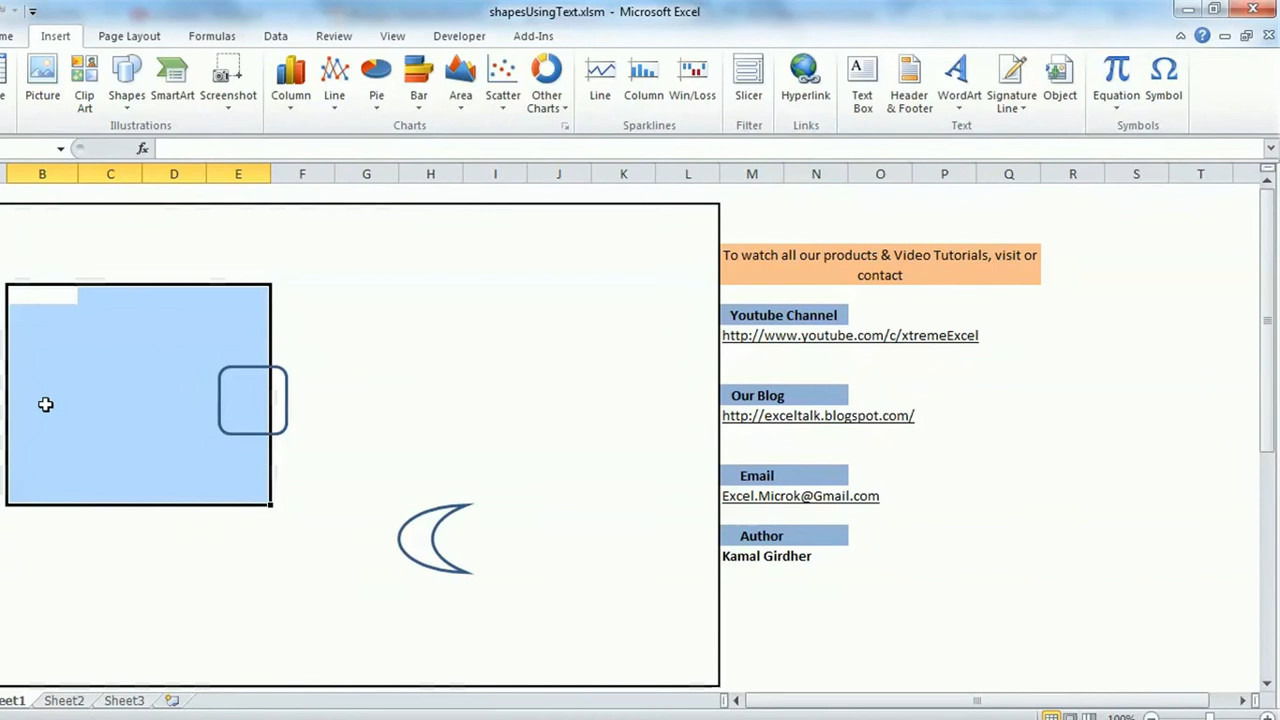 shapesUsingText.xlsm - Microsoft Excel
Insert Page Layout Formulas Data Review View Developer Add-Ins
Picture Clip Art Shapes SmartArt Screenshot Column Line Pie Bar Area Scatter Other Charts Line Column Win/Loss Slicer Hyperlink Text Box Header & Footer WordArt Signature Line Object Equation Symbol
Illustrations Charts Sparklines Filter Links Text Symbols
fx
B C D E F G H I J K L M N O P Q R S T
To watch all our products & Video Tutorials, visit or
contact
Youtube Channel
http://www.youtube.com/c/xtremeExcel
Our Blog
http://exceltalk.blogspot.com/
Email
Excel.Microk@Gmail.com
Author
Kamal Girdher
Sheet2 Sheet3
100%